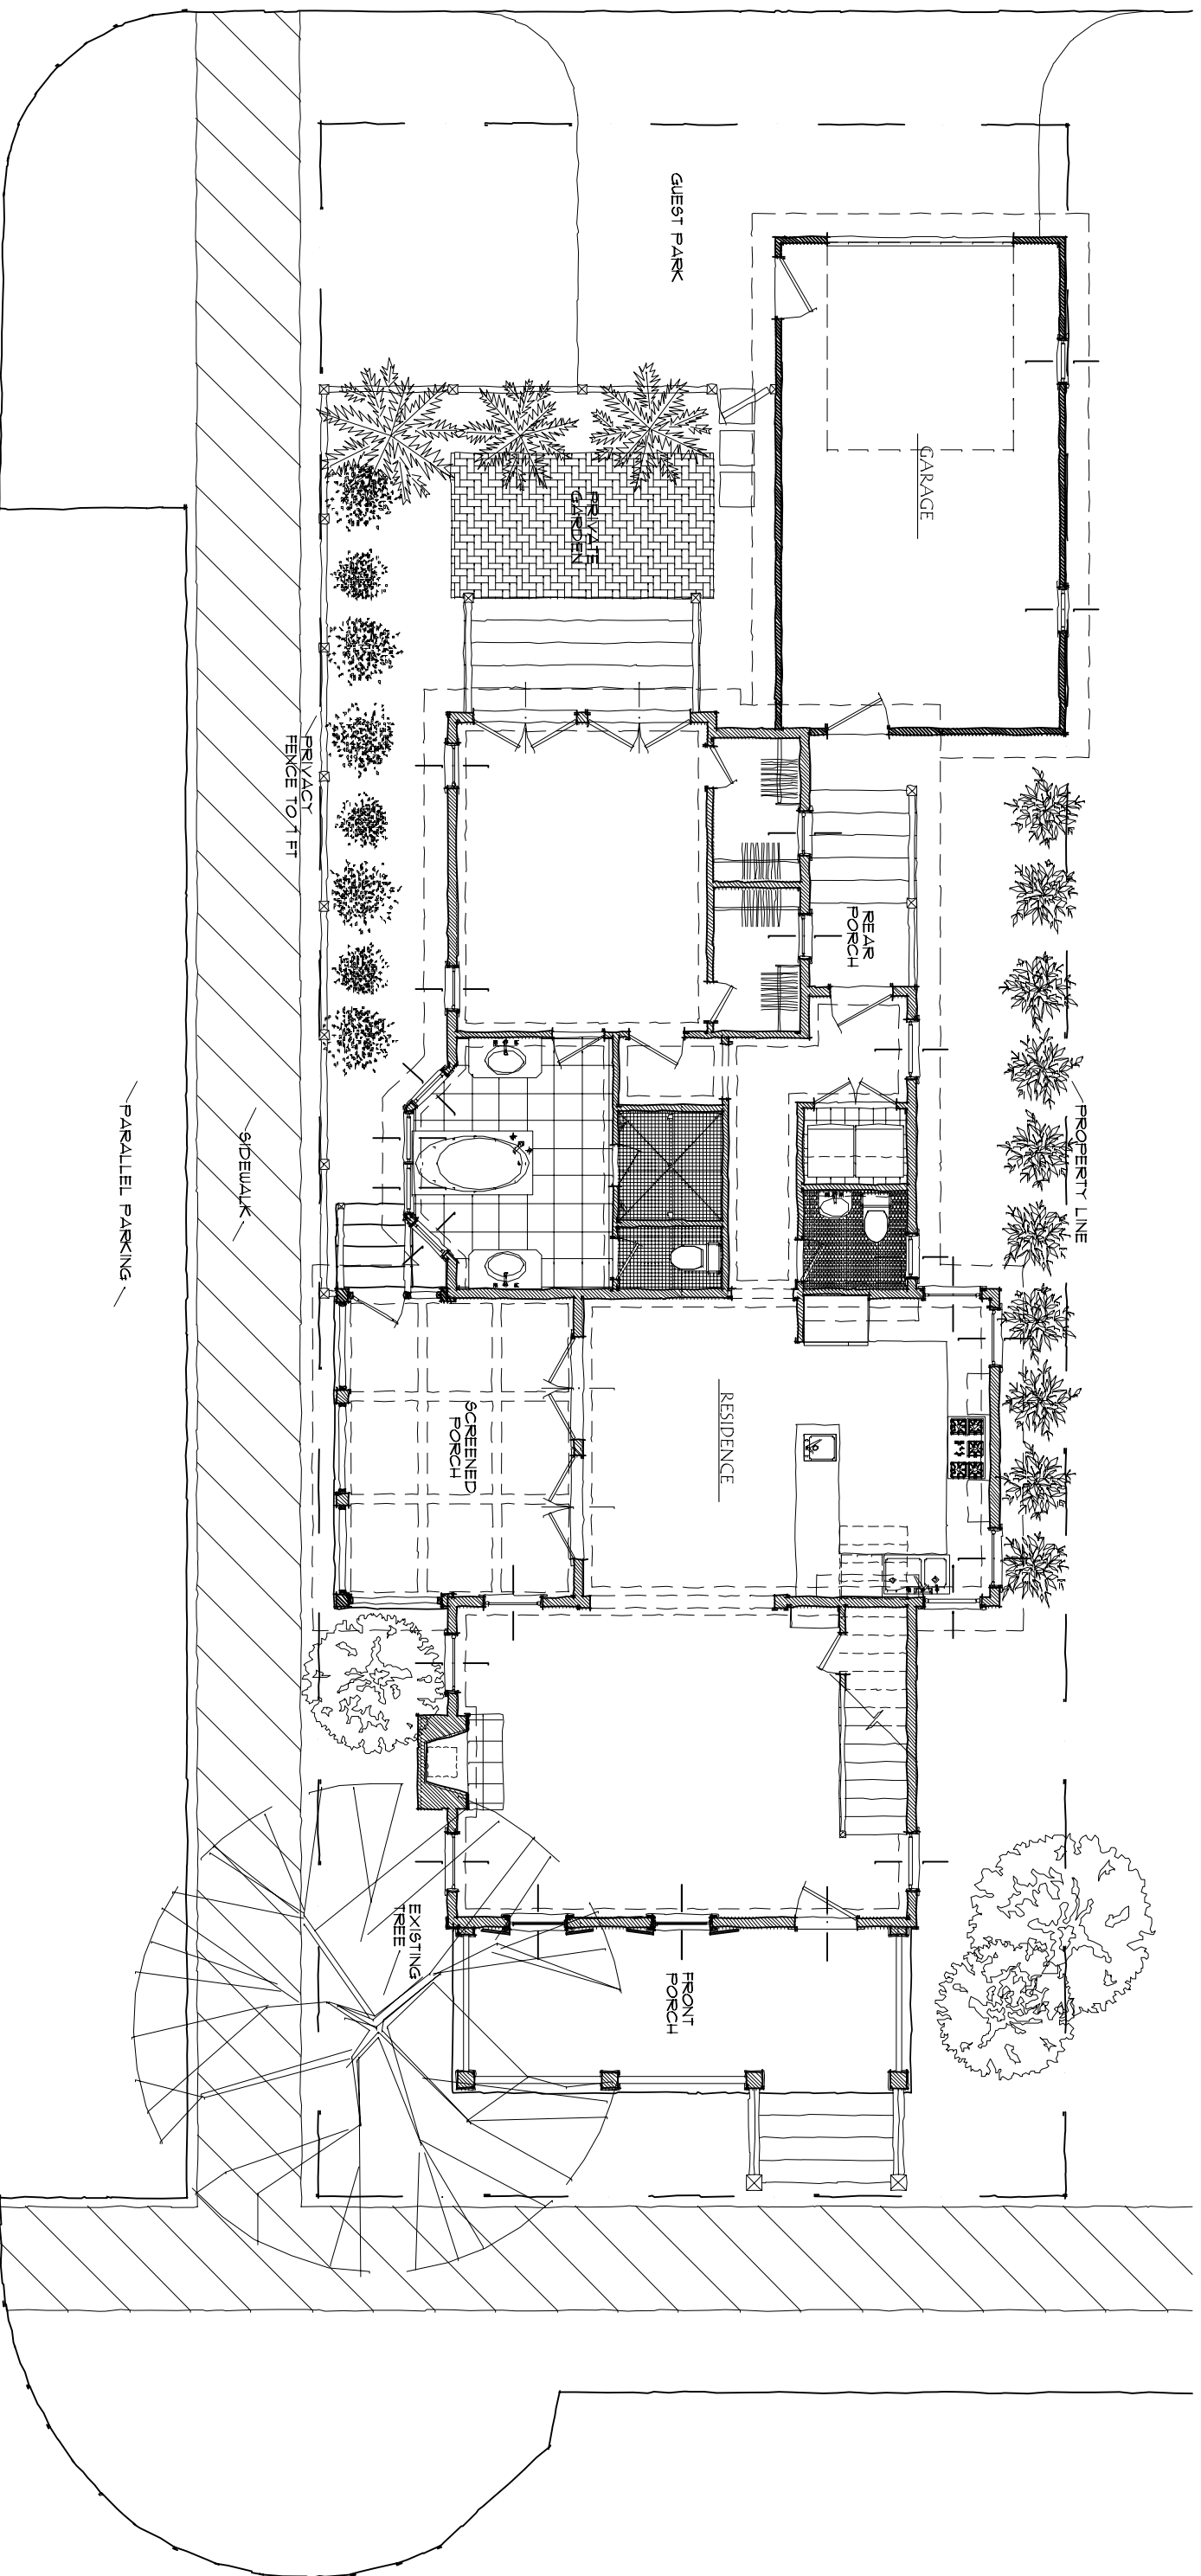 GUEST PARK
GARAGE
PRIVATE
GARDEN
PRIVACY
FENCE TO 7 FT
REAR
PORCH
PROPERTY LINE
SIDEWALK
PARALLEL PARKING
RESIDENCE
SCREENED
PORCH
EXISTING
TREE
FRONT
PORCH